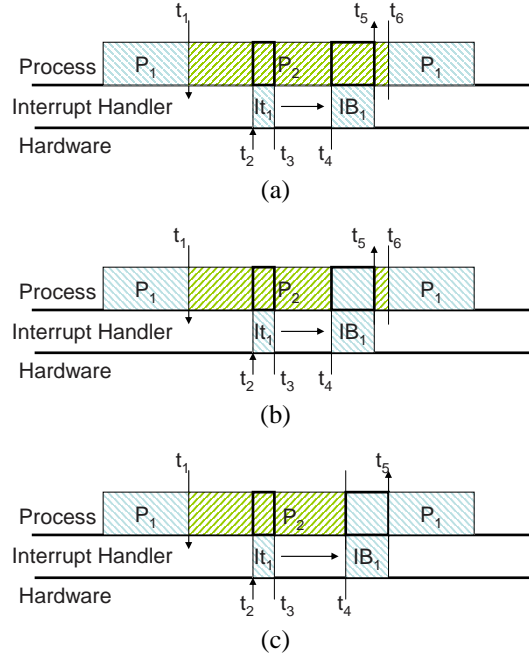 t1 t5 t6
Process P1 P2 P1
Interrupt Handler It1 IB1
Hardware t2 t3 t4
(a)
t1 t5 t6
Process P1 P2 P1
Interrupt Handler It1 IB1
Hardware t2 t3 t4
(b)
t1 t5
Process P1 P2 P1
Interrupt Handler It1 IB1
Hardware t2 t3 t4
(c)